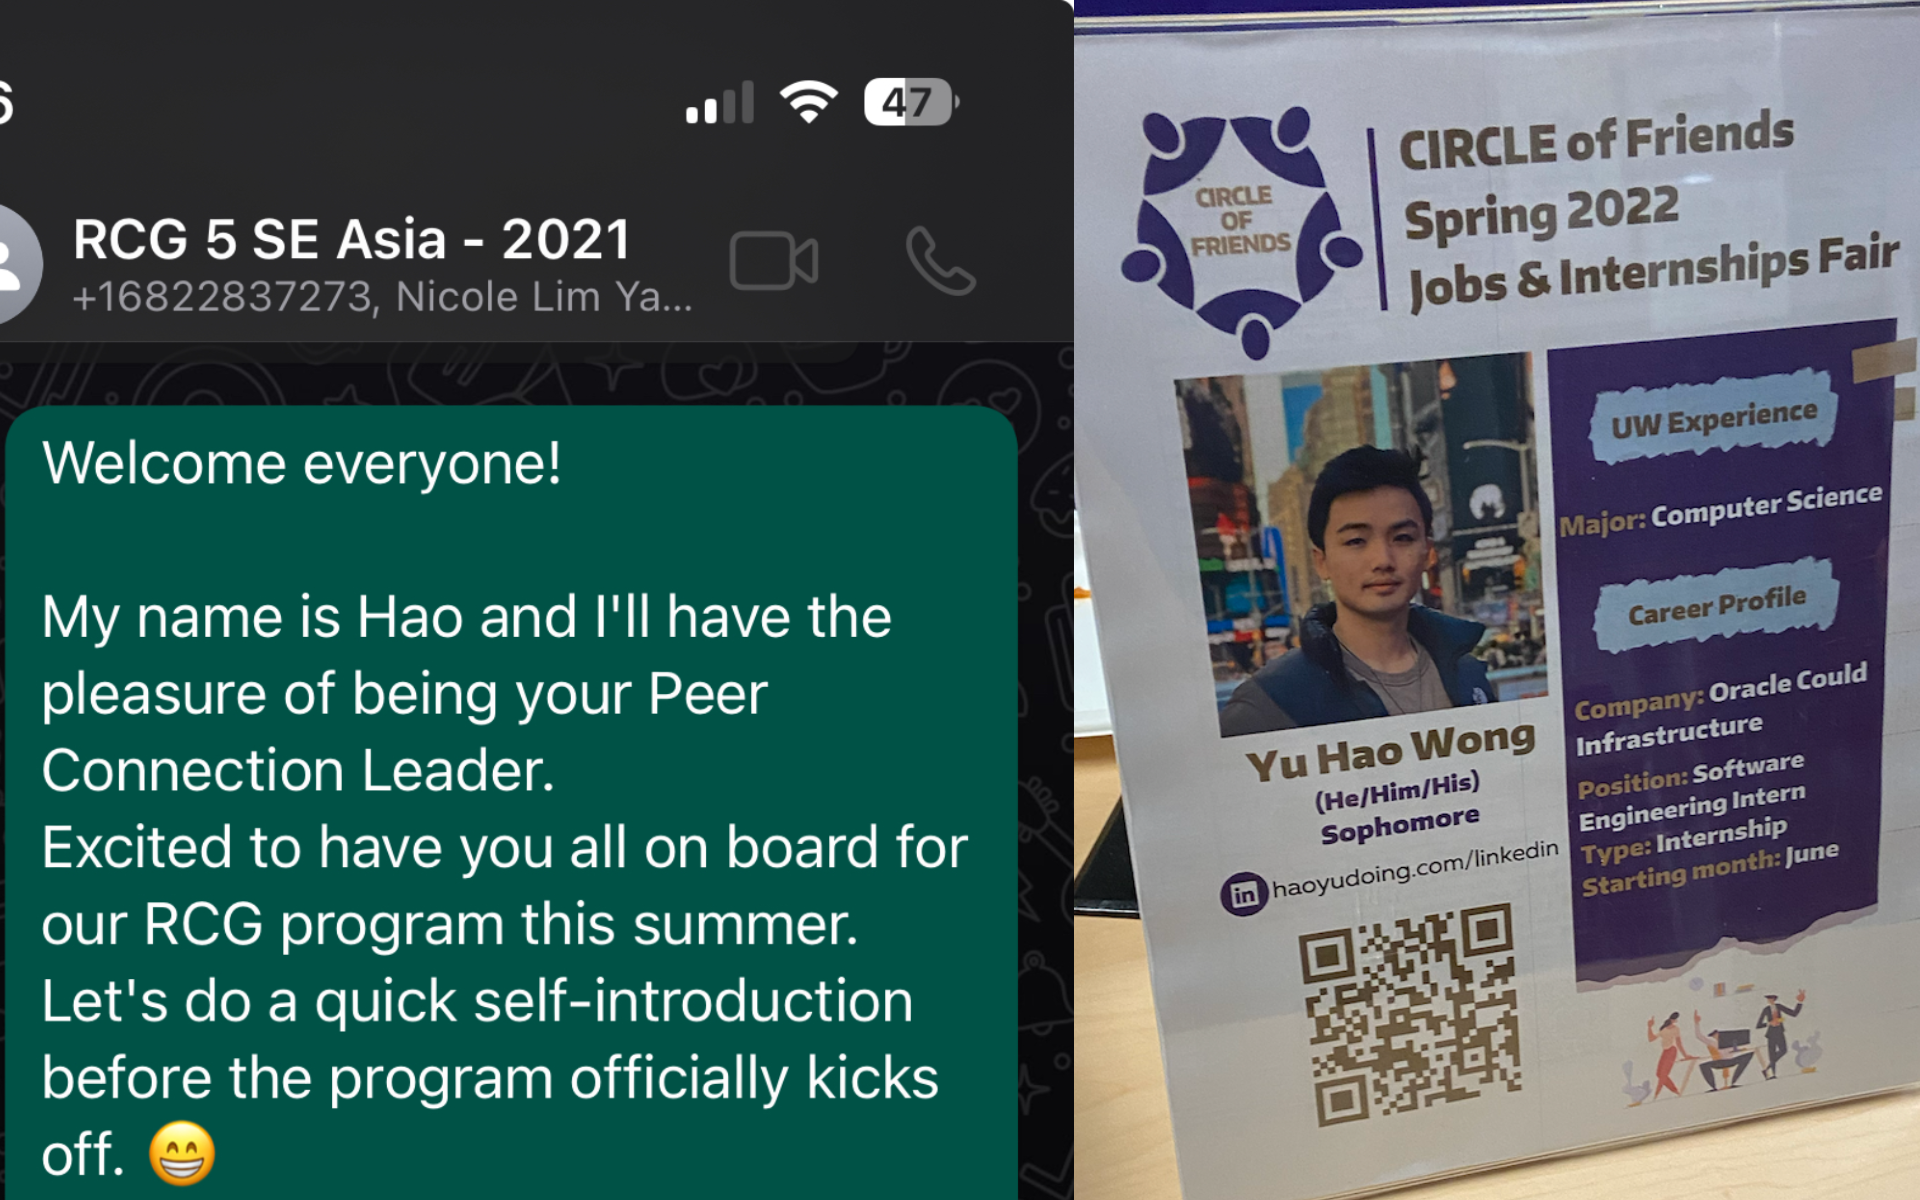 6
47
RCG 5 SE Asia - 2021
+16822837273, Nicole Lim Ya...
Welcome everyone!
My name is Hao and I'll have the
pleasure of being your Peer
Connection Leader.
Excited to have you all on board for
our RCG program this summer.
Let's do a quick self-introduction
before the program officially kicks
off. 😁
CIRCLE
OF
FRIENDS
CIRCLE of Friends
Spring 2022
Jobs & Internships Fair
Yu Hao Wong
(He/Him/His)
Sophomore
in haoyudoing.com/linkedin
UW Experience
Major: Computer Science
Career Profile
Company: Oracle Could
Infrastructure
Position: Software
Engineering Intern
Type: Internship
Starting month: June